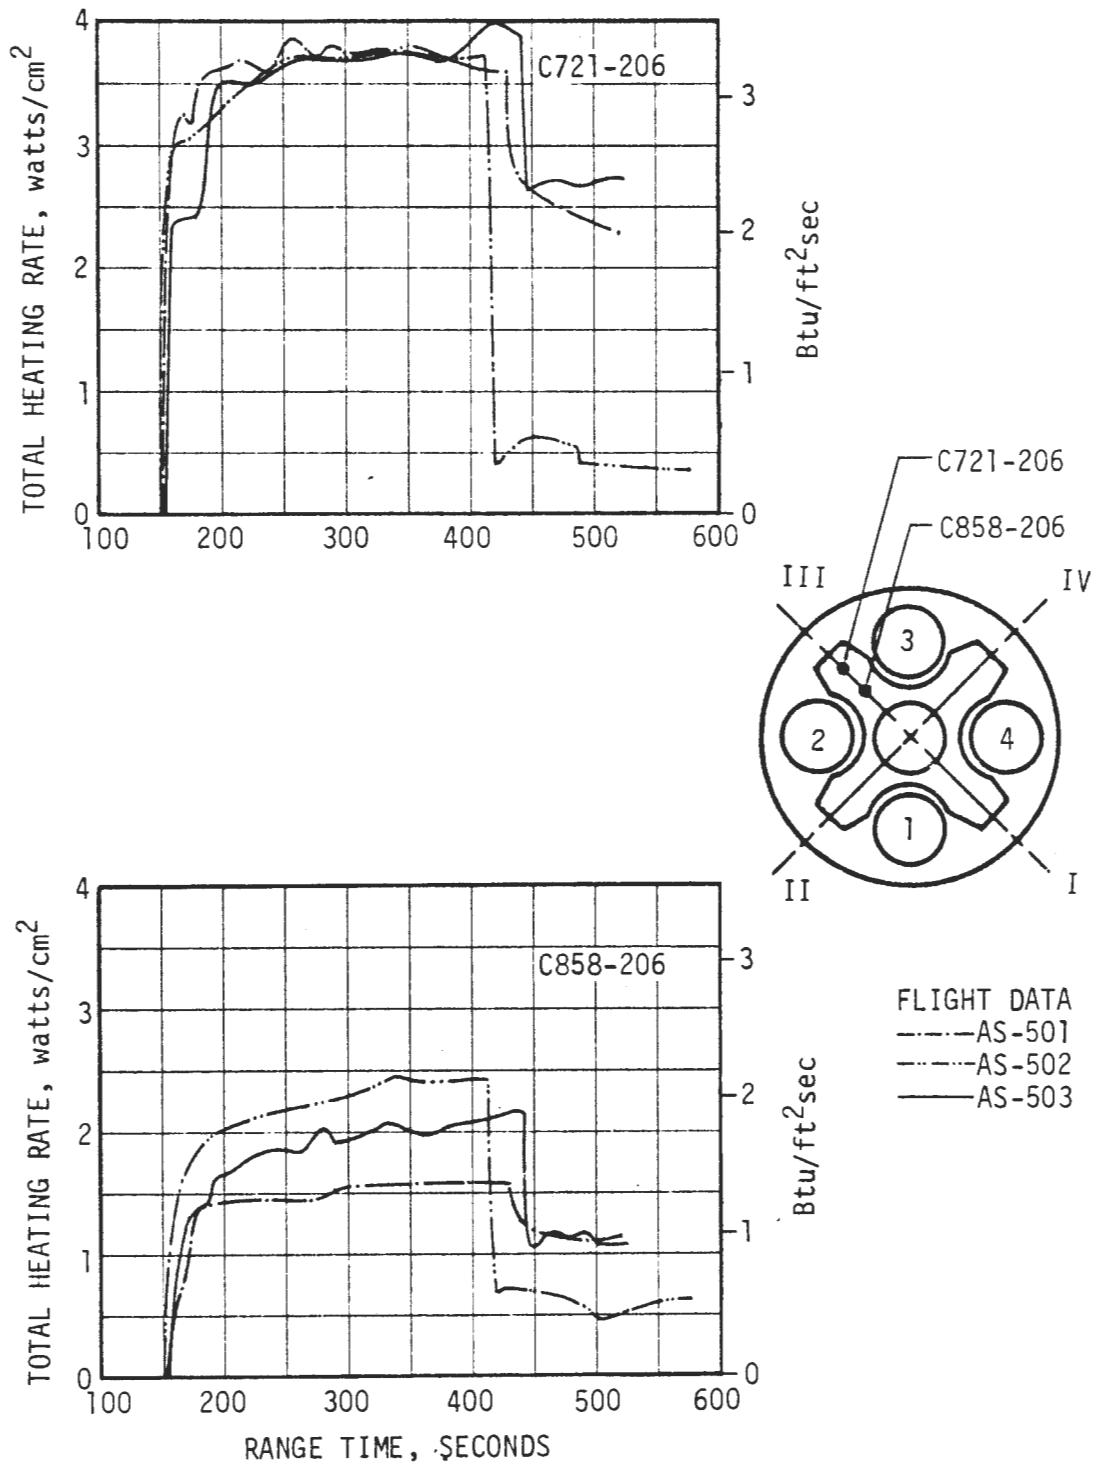 TOTAL HEATING RATE, watts/cm²
4
3
2
1
0
C721-206
3
2
1
0
Btu/ft²sec
100 200 300 400 500 600
C721-206
C858-206
III
IV
3
2
4
1
II
I
TOTAL HEATING RATE, watts/cm²
4
3
2
1
0
C858-206
3
2
1
0
Btu/ft²sec
100 200 300 400 500 600
RANGE TIME, SECONDS
FLIGHT DATA
AS-501
AS-502
AS-503